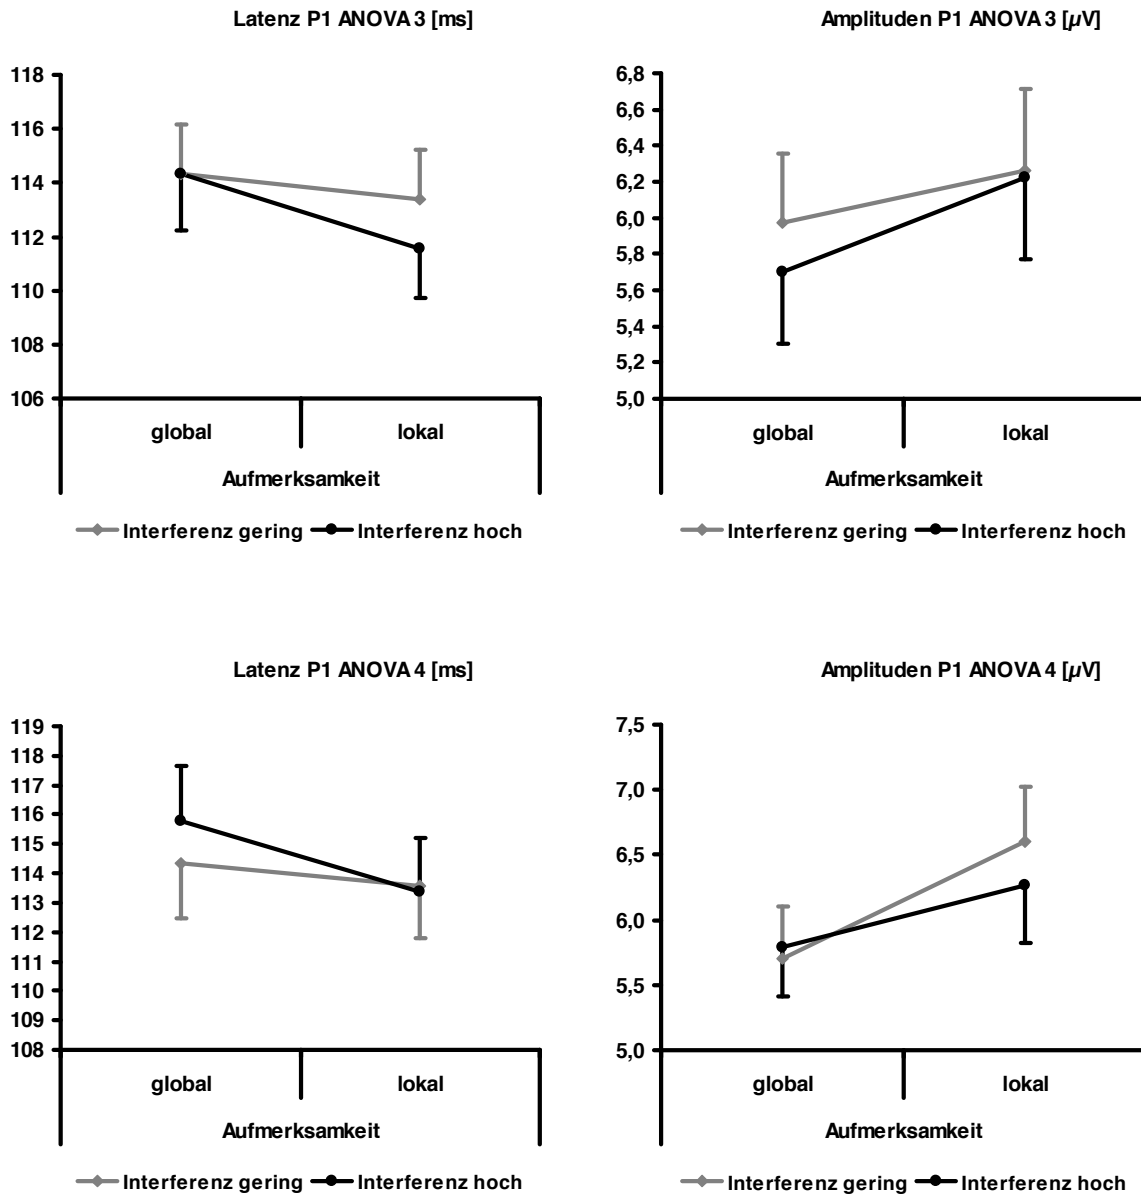 Latenz P1 ANOVA 3 [ms]
118
116
114
112
110
108
106
global lokal
Aufmerksamkeit
Interferenz gering Interferenz hoch
Amplituden P1 ANOVA 3 [µV]
6,8
6,6
6,4
6,2
6,0
5,8
5,6
5,4
5,2
5,0
global lokal
Aufmerksamkeit
Interferenz gering Interferenz hoch
Latenz P1 ANOVA 4 [ms]
119
118
117
116
115
114
113
112
111
110
109
108
global lokal
Aufmerksamkeit
Interferenz gering Interferenz hoch
Amplituden P1 ANOVA 4 [µV]
7,5
7,0
6,5
6,0
5,5
5,0
global lokal
Aufmerksamkeit
Interferenz gering Interferenz hoch